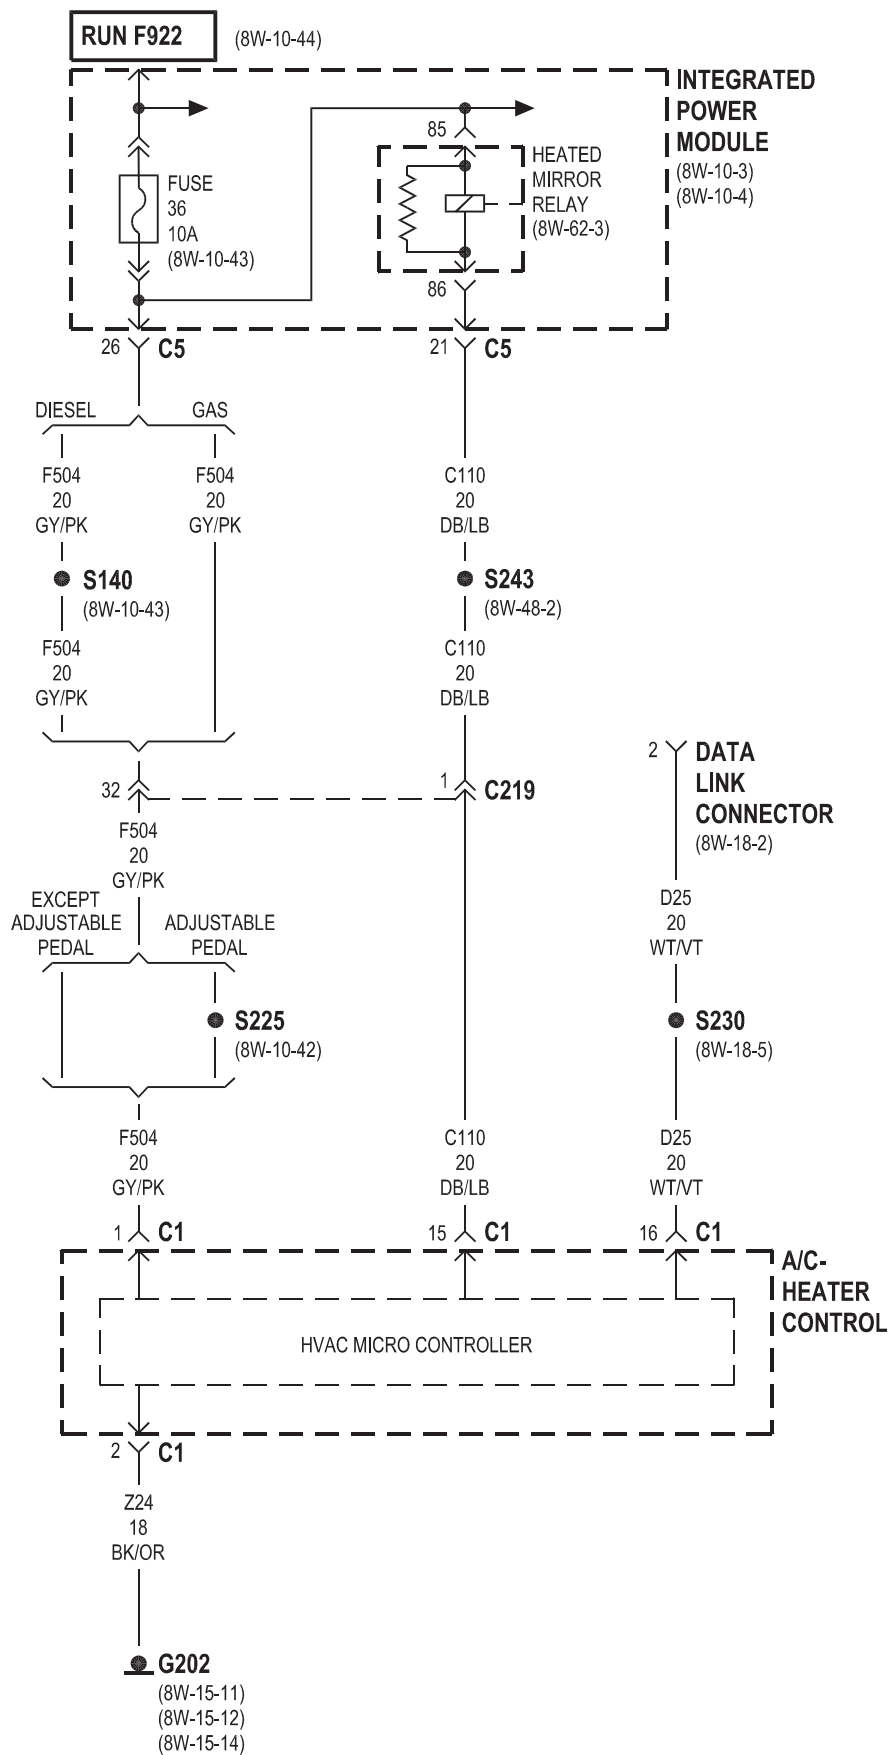 RUN F922
(8W-10-44)
INTEGRATED
POWER
MODULE
(8W-10-3)
(8W-10-4)
85
HEATED
MIRROR
RELAY
(8W-62-3)
FUSE
36
10A
(8W-10-43)
86
26
C5
21
C5
DIESEL
GAS
F504
20
GY/PK
F504
20
GY/PK
C110
20
DB/LB
S140
(8W-10-43)
S243
(8W-48-2)
F504
20
GY/PK
C110
20
DB/LB
2
DATA
LINK
CONNECTOR
(8W-18-2)
32
1
C219
F504
20
GY/PK
EXCEPT
ADJUSTABLE
PEDAL
ADJUSTABLE
PEDAL
D25
20
WT/VT
S225
(8W-10-42)
S230
(8W-18-5)
F504
20
GY/PK
C110
20
DB/LB
D25
20
WT/VT
1
C1
15
C1
16
C1
A/C-
HEATER
CONTROL
HVAC MICRO CONTROLLER
2
C1
Z24
18
BK/OR
G202
(8W-15-11)
(8W-15-12)
(8W-15-14)